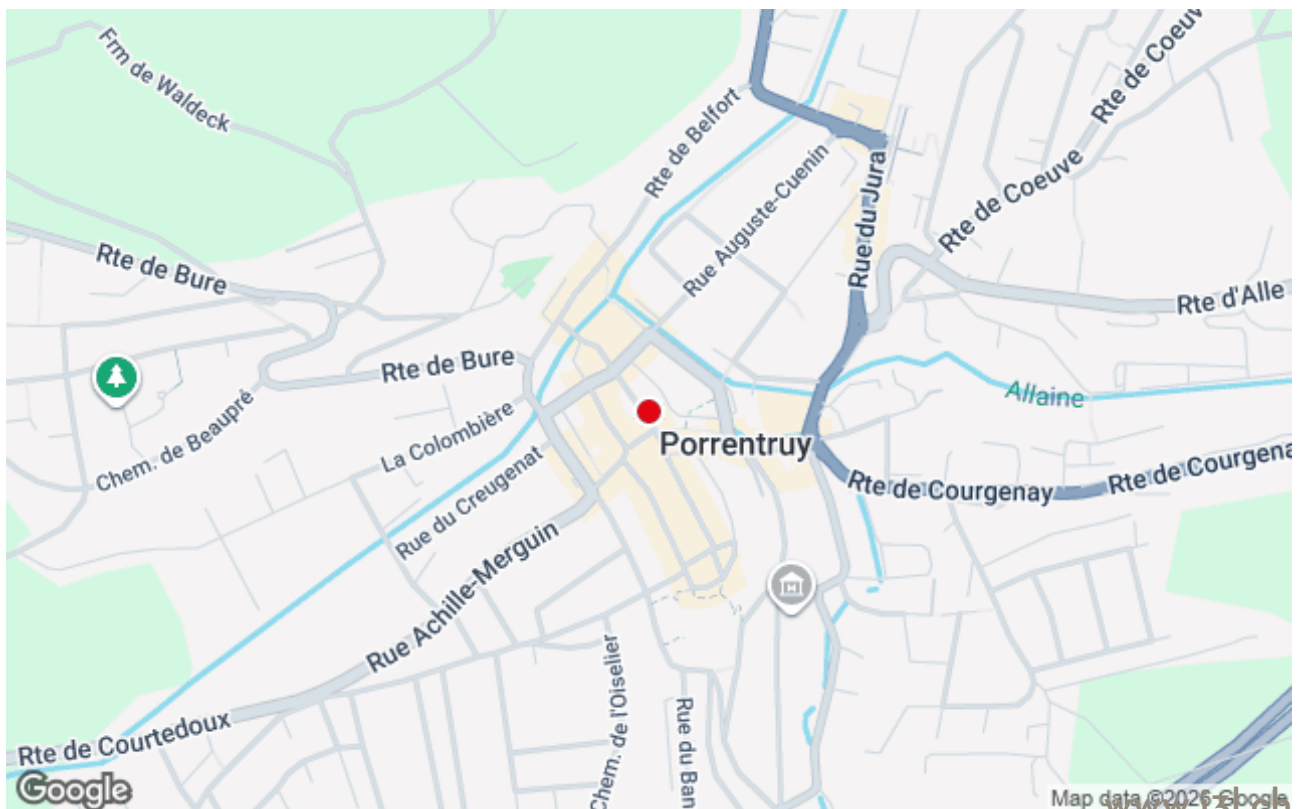 Frm de Waldeck
Rte de Belfort
Rte de Coeuve
Rte de Coeuve
Rue Auguste-Cuenin
Rue du Jura
Rte de Bure
Rte d'Alle
Rte de Bure
Allaine
Chem. de Beaupré
La Colombière
Porrentruy
Rue du Creugenat
Rte de Courgenay
Rte de Courgena
Rue Achille-Merguin
Chem. de l'Oiselier
Rue du Ban
Rte de Courtedoux
Google
Map data ©2026 Google